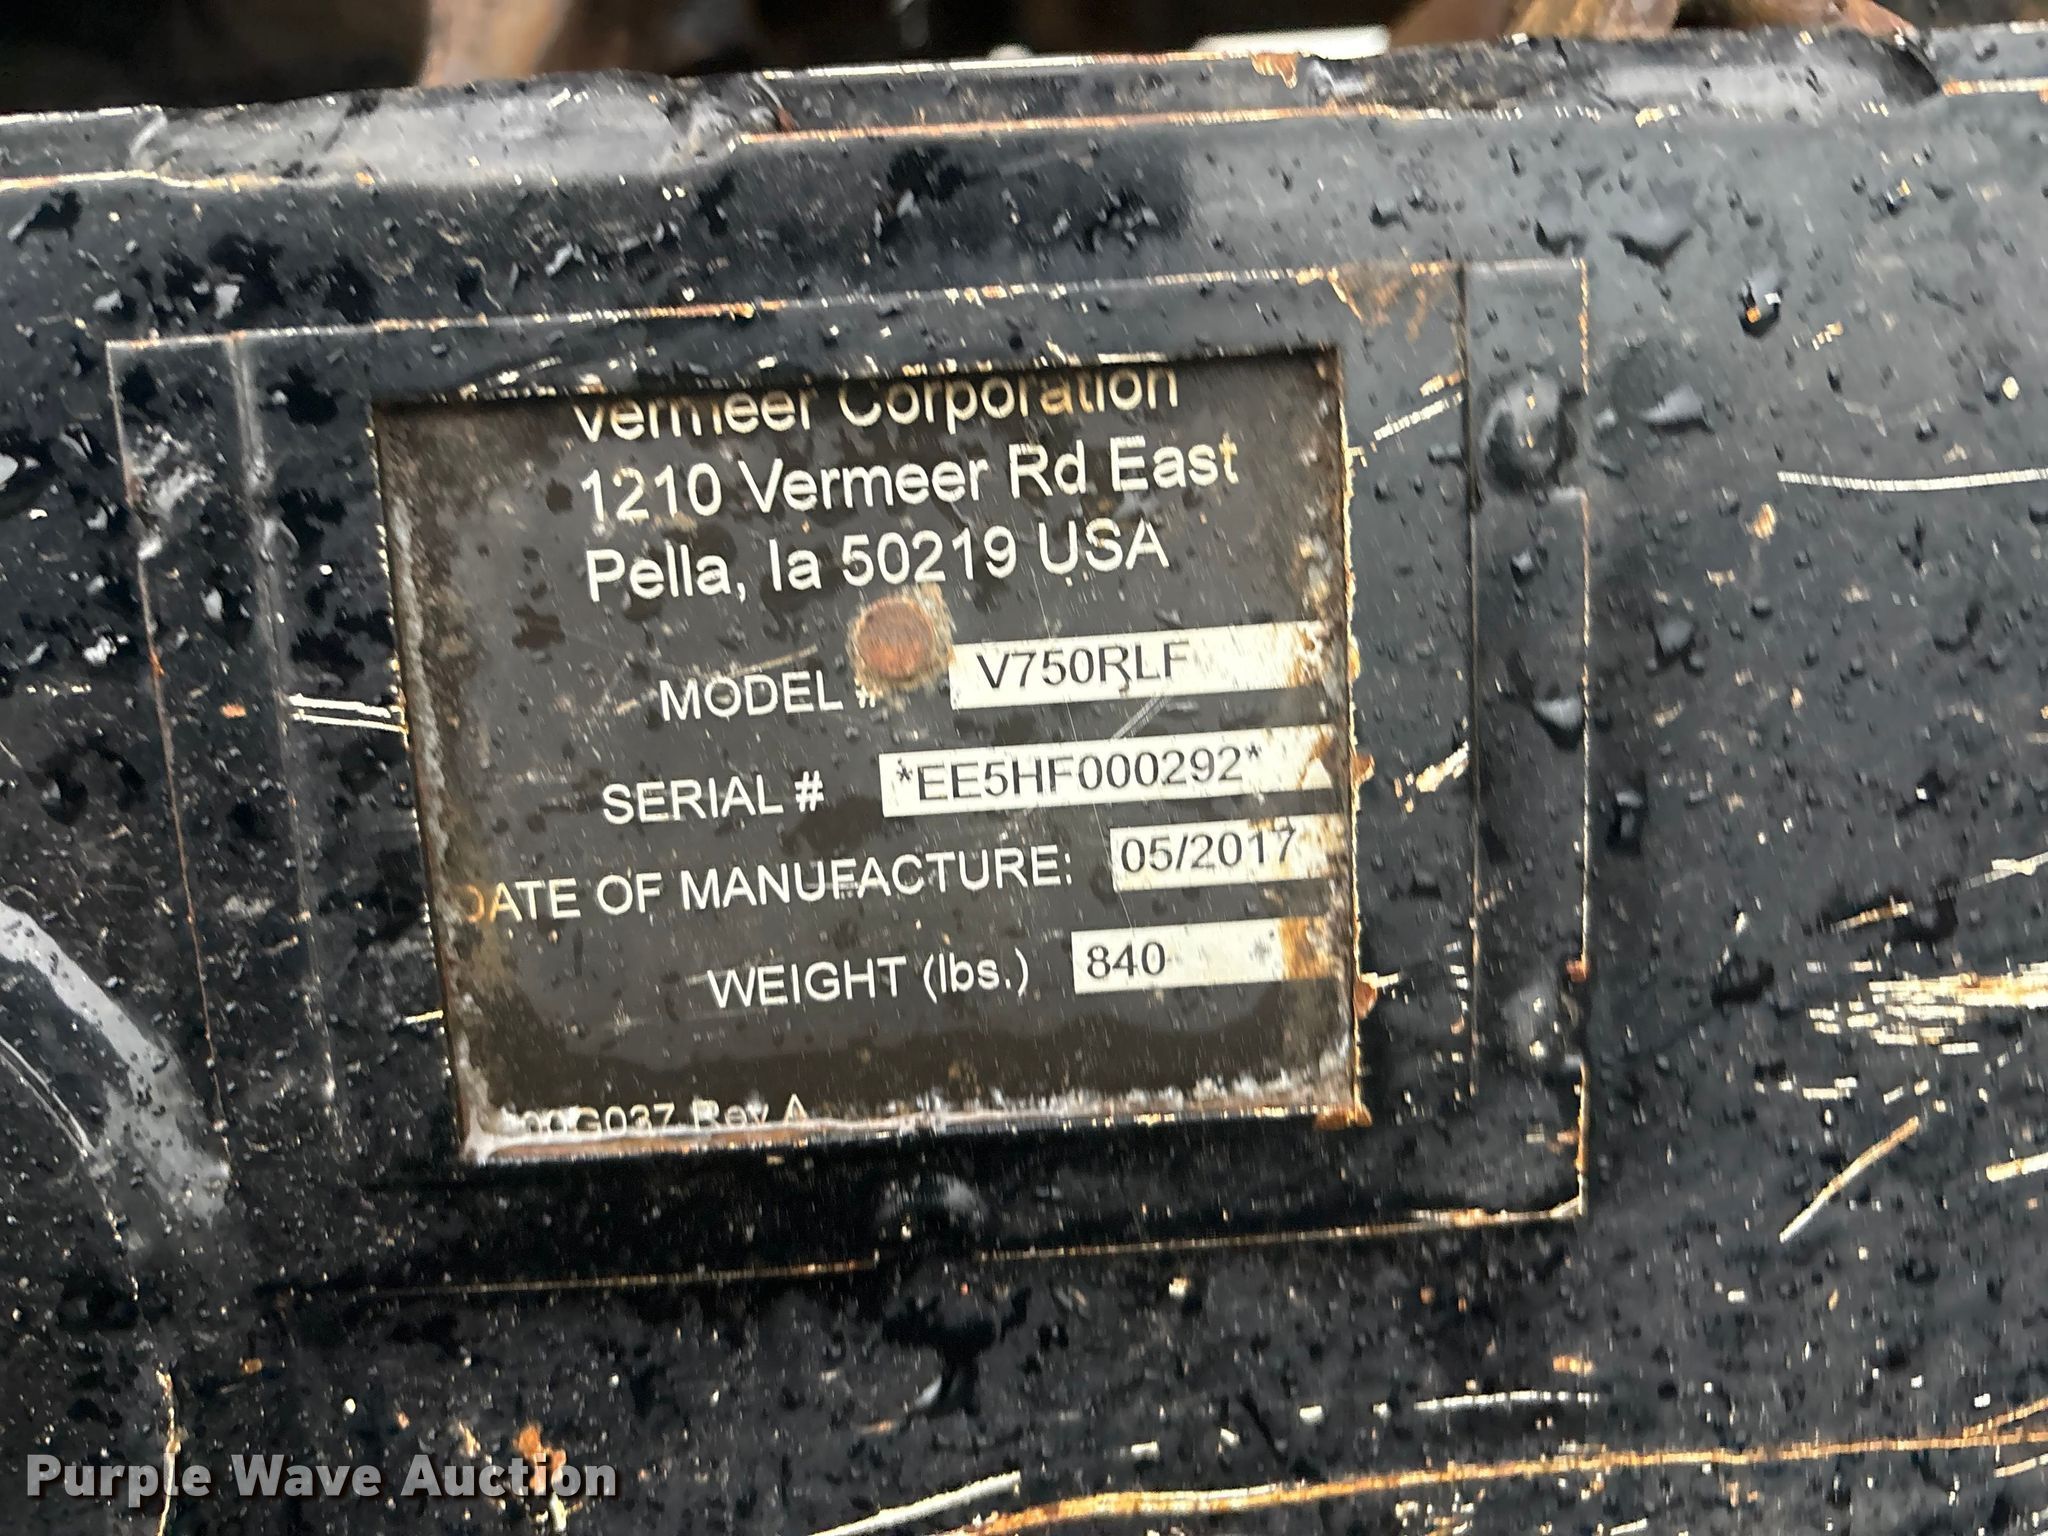 Vermeer Corporation
1210 Vermeer Rd East
Pella, Ia 50219 USA
MODEL # V750RLF
SERIAL # *EE5HF000292*
DATE OF MANUFACTURE: 05/2017
WEIGHT (lbs.) 840
Rev A
Purple Wave Auction